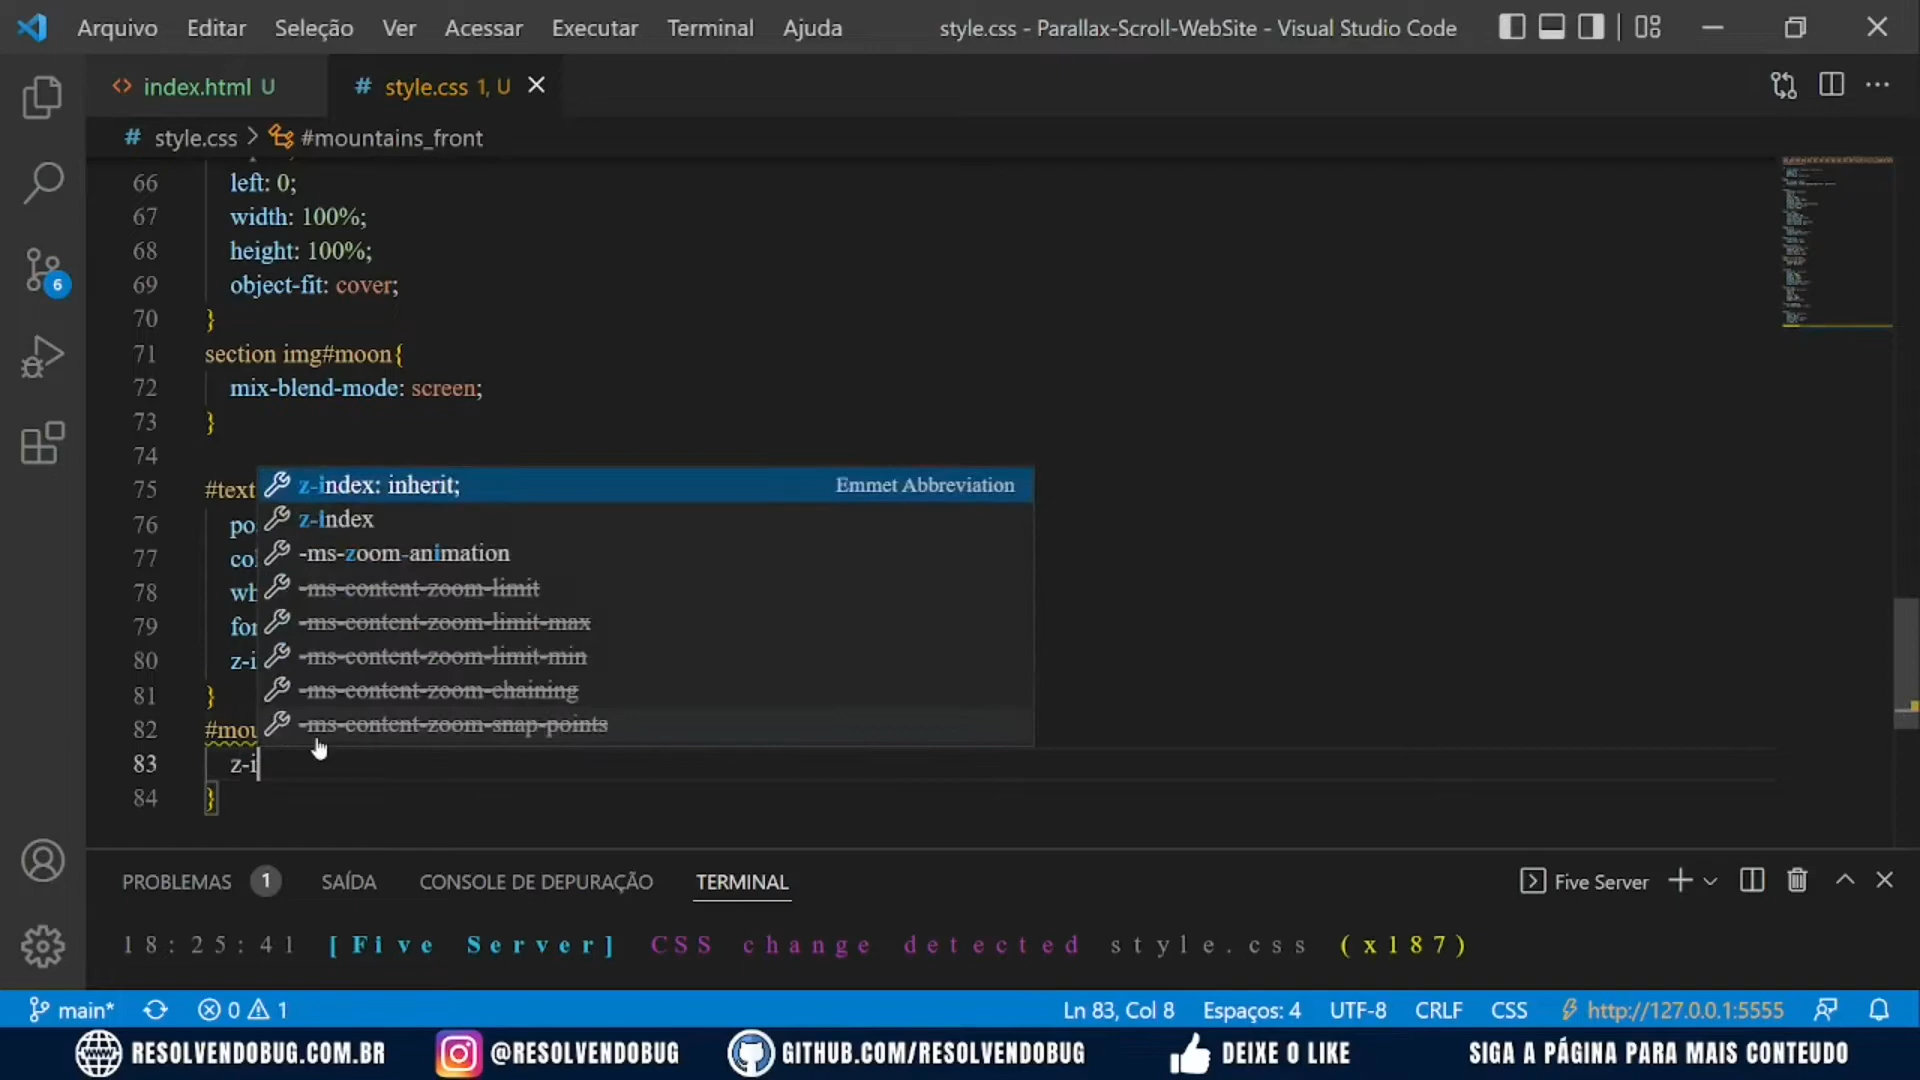 Arquivo Editar Seleção Ver Acessar Executar Terminal Ajuda style.css - Parallax-Scroll-WebSite - Visual Studio Code
<> index.html U # style.css 1, U
# style.css > #mountains_front
66 left: 0;
67 width: 100%;
68 height: 100%;
69 object-fit: cover;
70 }
71 section img#moon{
72 mix-blend-mode: screen;
73 }
74
75 #text
76 po
77 col
78 wh
79 for
80 z-i
81 }
82 #mou
83 z-i
84 }
z-index: inherit; Emmet Abbreviation
z-index
-ms-zoom-animation
-ms-content-zoom-limit
-ms-content-zoom-limit-max
-ms-content-zoom-limit-min
-ms-content-zoom-chaining
-ms-content-zoom-snap-points
6
PROBLEMAS 1 SAÍDA CONSOLE DE DEPURAÇÃO TERMINAL Five Server
18:25:41 [Five Server] CSS change detected style.css (x187)
main* 0 1 Ln 83, Col 8 Espaços: 4 UTF-8 CRLF CSS http://127.0.0.1:5555
RESOLVENDOBUG.COM.BR @RESOLVENDOBUG GITHUB.COM/RESOLVENDOBUG DEIXE O LIKE SIGA A PÁGINA PARA MAIS CONTEUDO